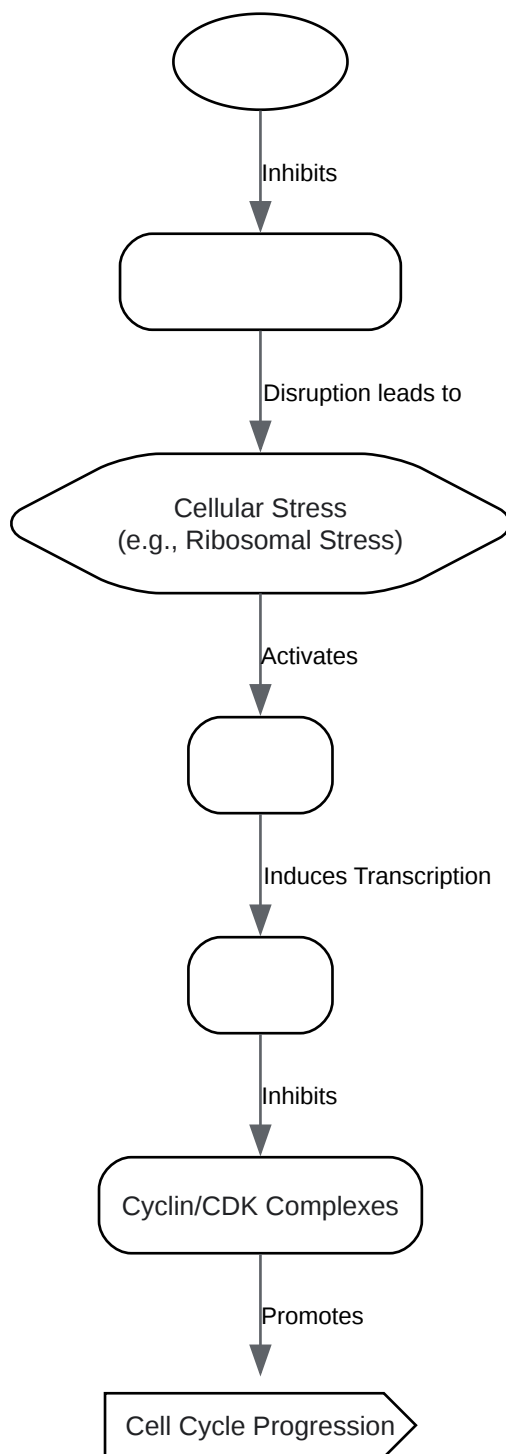 Inhibits
Disruption leads to
Cellular Stress
(e.g., Ribosomal Stress)
Activates
Induces Transcription
Inhibits
Cyclin/CDK Complexes
Promotes
Cell Cycle Progression